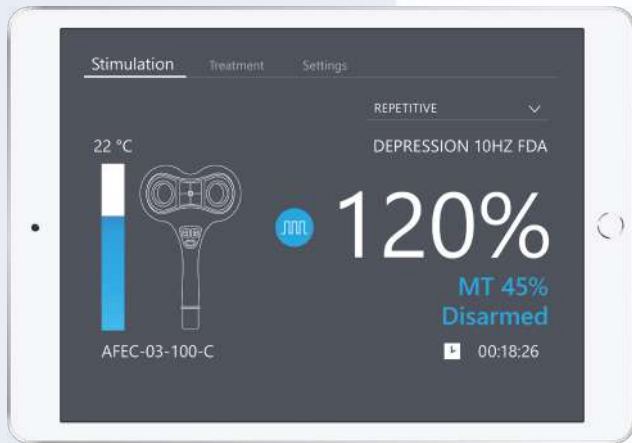 Stimulation Treatment Settings
REPETITIVE
22 °C
DEPRESSION 10HZ FDA
120%
MT 45%
Disarmed
AFEC-03-100-C
00:18:26